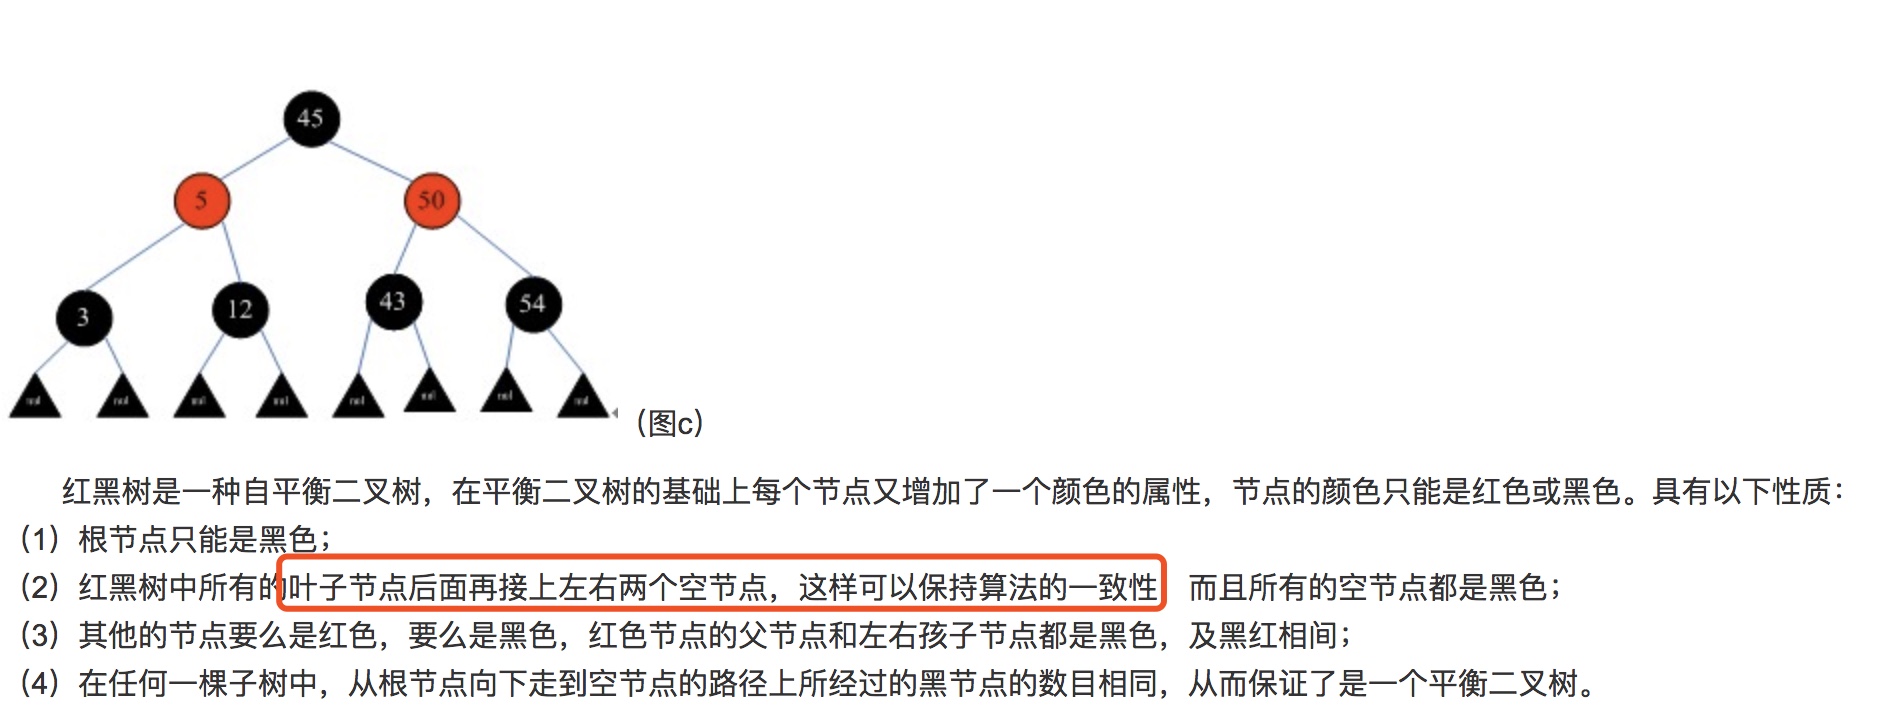 45
5 50
3 12 43 54
nul nul nul nul nul nul nul nul
（图c）
红黑树是一种自平衡二叉树，在平衡二叉树的基础上每个节点又增加了一个颜色的属性，节点的颜色只能是红色或黑色。具有以下性质：
（1）根节点只能是黑色；
（2）红黑树中所有的叶子节点后面再接上左右两个空节点，这样可以保持算法的一致性 而且所有的空节点都是黑色；
（3）其他的节点要么是红色，要么是黑色，红色节点的父节点和左右孩子节点都是黑色，及黑红相间；
（4）在任何一棵子树中，从根节点向下走到空节点的路径上所经过的黑节点的数目相同，从而保证了是一个平衡二叉树。